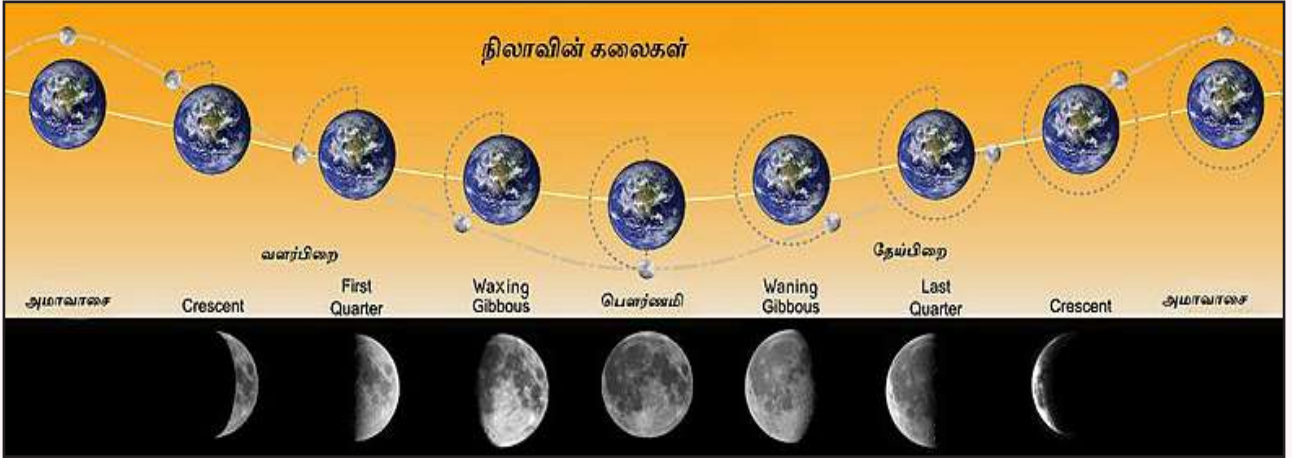 நிலாவின் கலைகள்
வளர்பிறை
தேய்பிறை
அமாவாசை
Crescent
First
Quarter
Waxing
Gibbous
பௌர்ணமி
Waning
Gibbous
Last
Quarter
Crescent
அமாவாசை